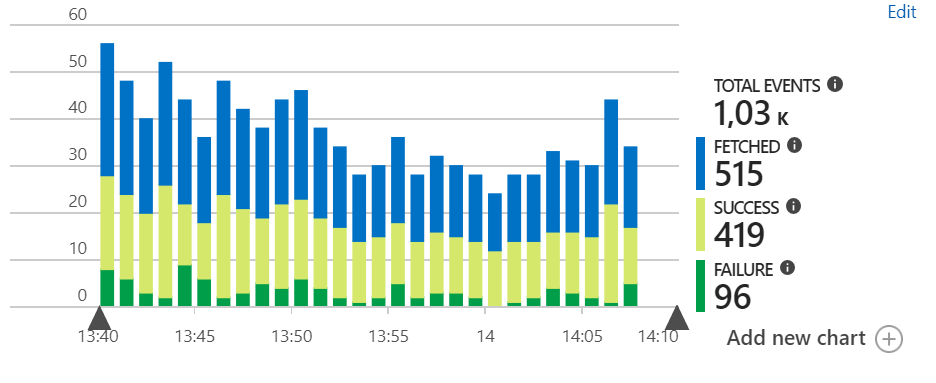 Edit
60
50
40
30
20
10
0
13:40 13:45 13:50 13:55 14 14:05 14:10
TOTAL EVENTS
1,03 K
FETCHED
515
SUCCESS
419
FAILURE
96
Add new chart